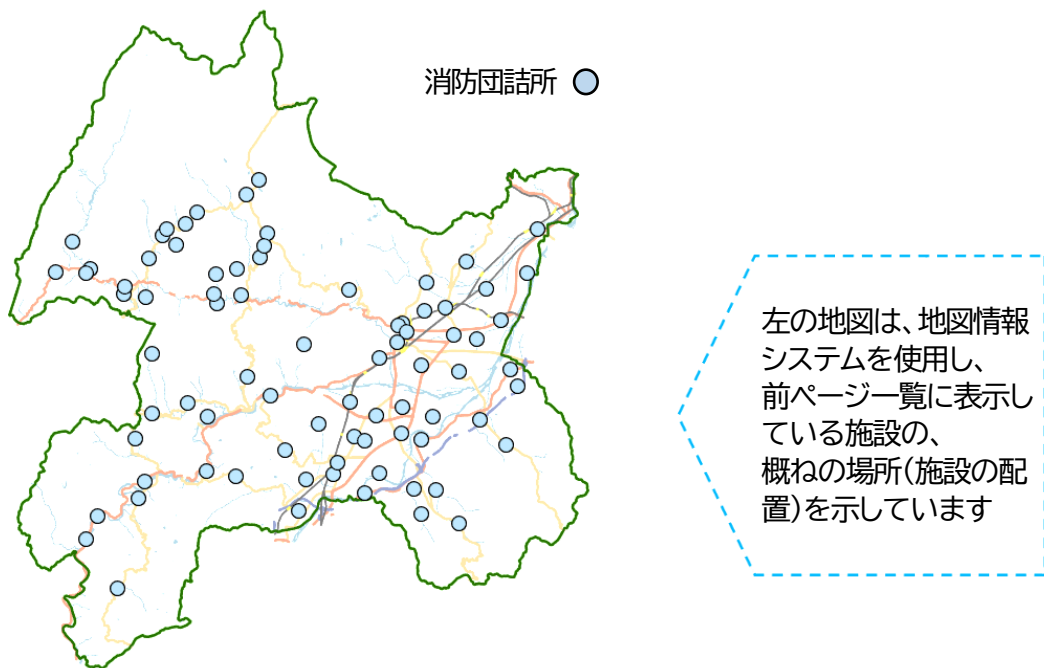 消防団詰所
左の地図は、地図情報
システムを使用し、
前ページ一覧に表示し
ている施設の、
概ねの場所(施設の配
置)を示しています